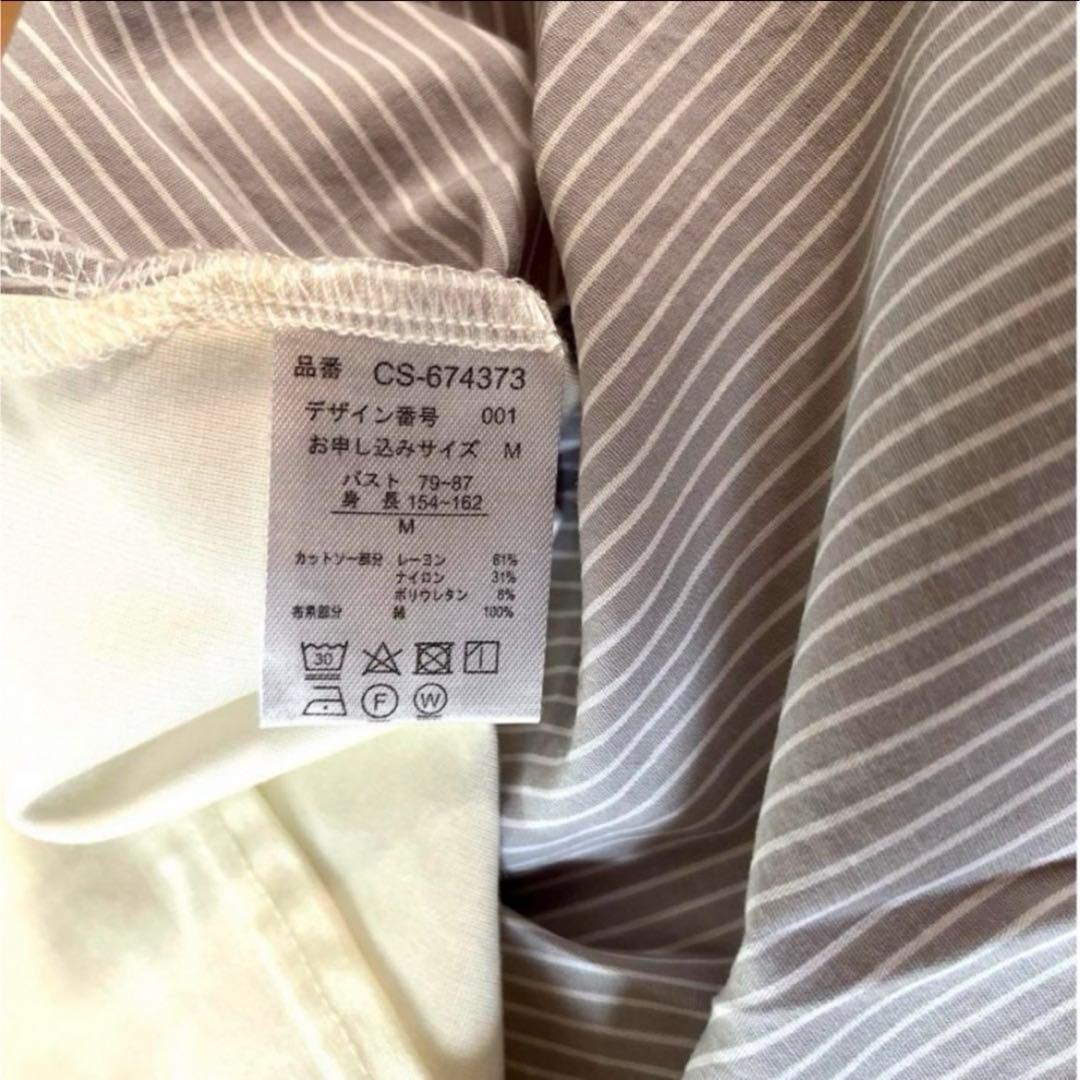 品番 CS-674373
デザイン番号 001
お申し込みサイズ M
バスト 79~87
身 長 154~162
M
カットソー部分 レーヨン 61%
ナイロン 31%
ポリウレタン 8%
布帛部分 綿 100%
30
F W